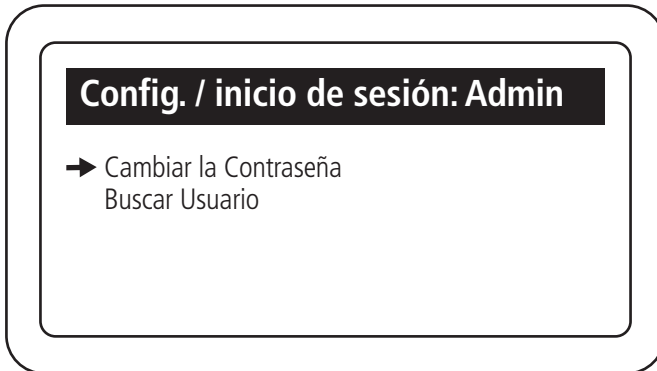 Config. / inicio de sesión: Admin
Cambiar la Contraseña
Buscar Usuario